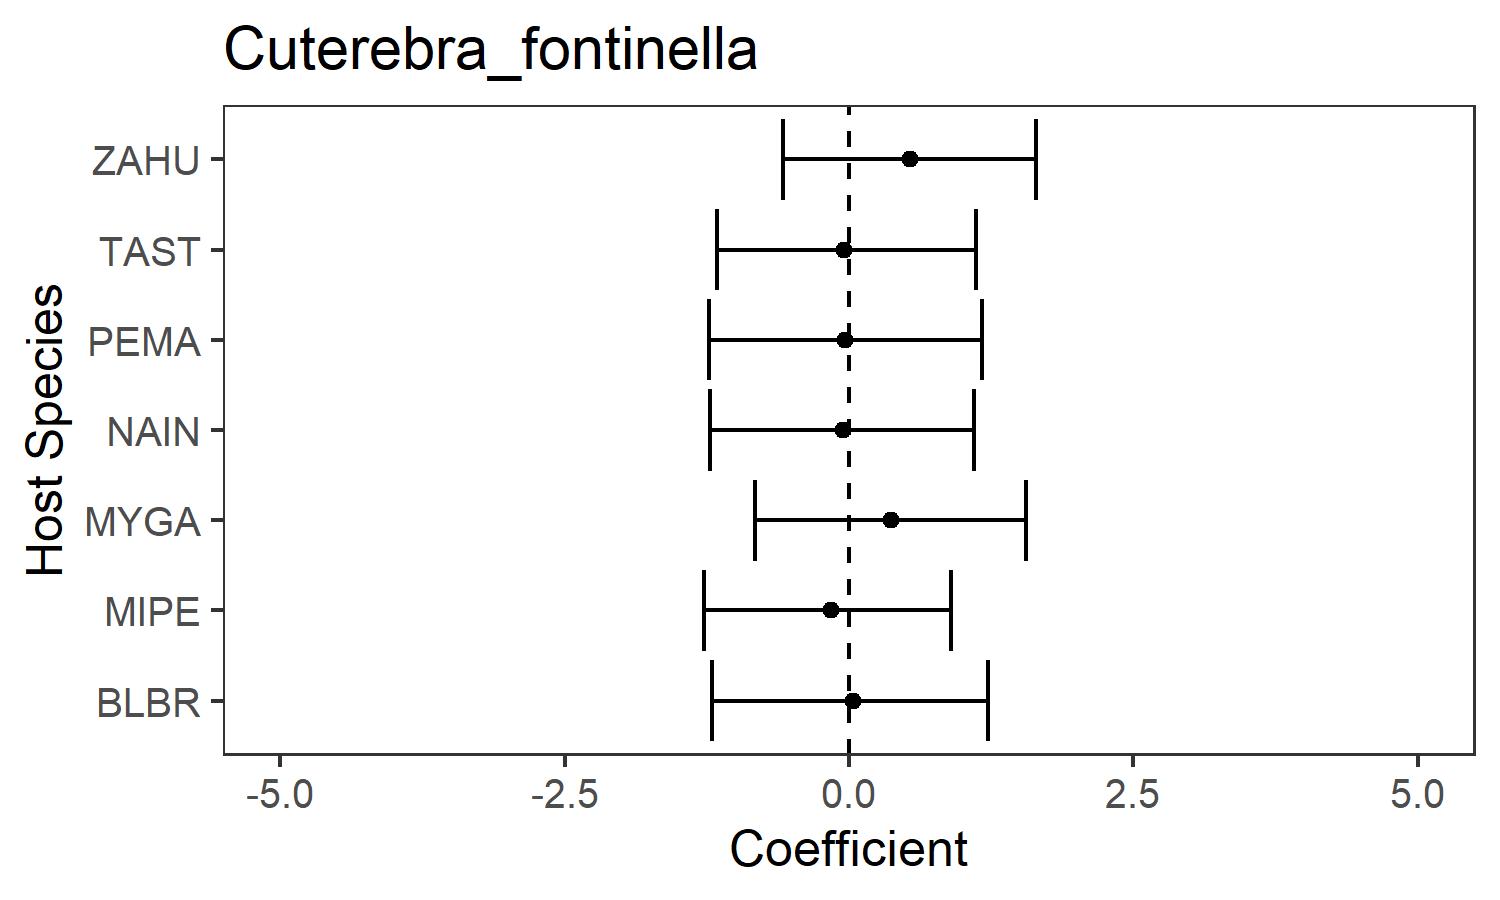 Cuterebra_fontinella
Host Species
ZAHU
TAST
PEMA
NAIN
MYGA
MIPE
BLBR
-5.0 -2.5 0.0 2.5 5.0
Coefficient